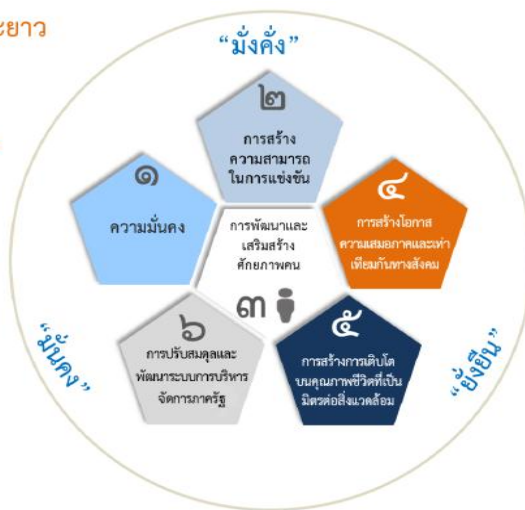 ะยาว
“มั่งคั่ง”
๒
การสร้าง
ความสามารถ
ในการแข่งขัน
๑
ความมั่นคง
๔
การสร้างโอกาส
ความเสมอภาคและเท่า
เทียมกันทางสังคม
การพัฒนาและ
เสริมสร้าง
ศักยภาพคน
๓
๖
การปรับสมดุลและ
พัฒนาระบบการบริหาร
จัดการภาครัฐ
๕
การสร้างการเติบโต
บนคุณภาพชีวิตที่เป็น
มิตรต่อสิ่งแวดล้อม
“มั่นคง”
“ยั่งยืน”